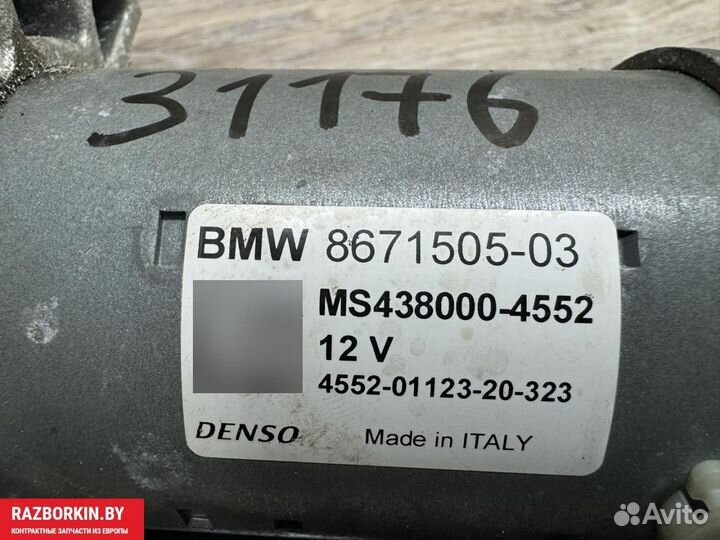 31176
BMW 8671505-03
MS438000-4552
12 V
4552-01123-20-323
DENSO Made in ITALY
RAZBORKIN.BY
КОНТРАКТНЫЕ ЗАПЧАСТИ ИЗ ЕВРОПЫ
Avito